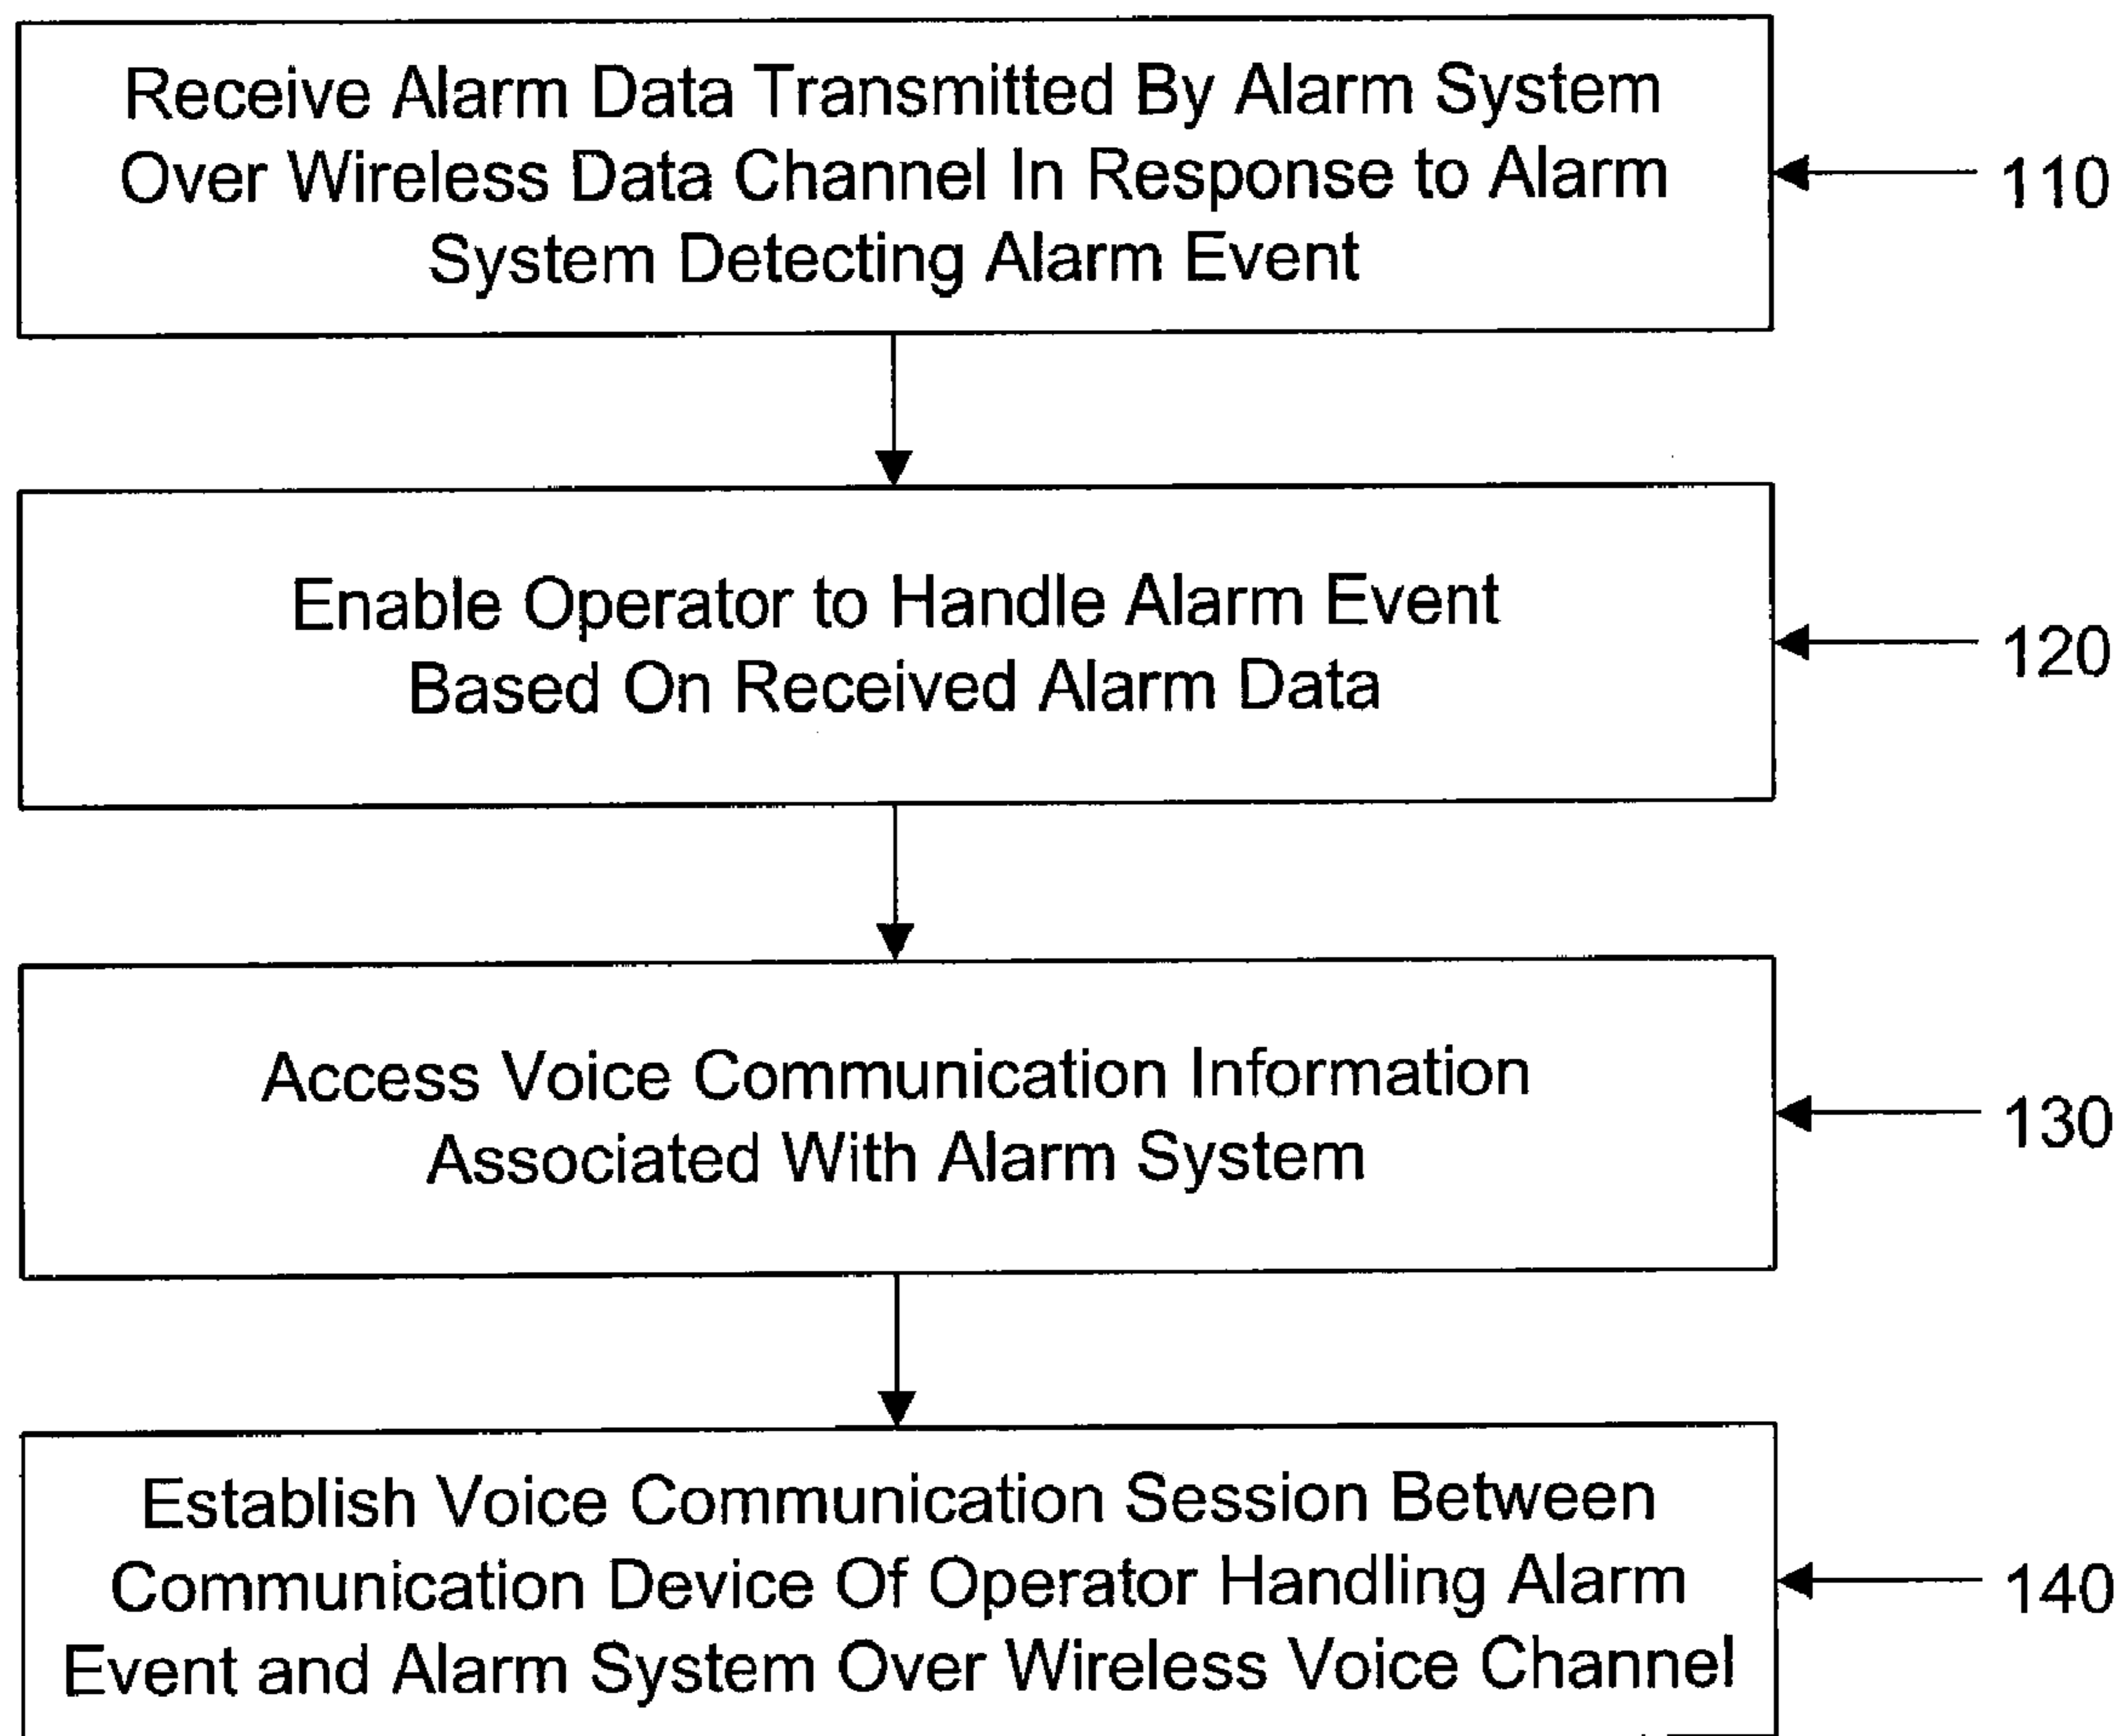 Receive Alarm Data Transmitted By Alarm System
Over Wireless Data Channel In Response to Alarm
System Detecting Alarm Event
110
Enable Operator to Handle Alarm Event
Based On Received Alarm Data
120
Access Voice Communication Information
Associated With Alarm System
130
Establish Voice Communication Session Between
Communication Device Of Operator Handling Alarm
Event and Alarm System Over Wireless Voice Channel
140